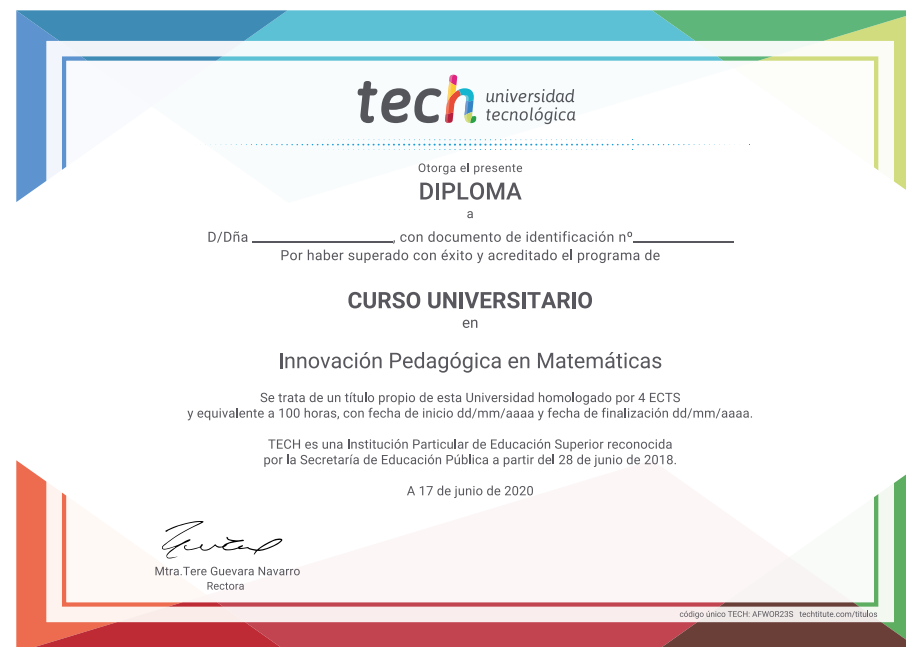 tech universidad
tecnológica
Otorga el presente
DIPLOMA
a
D/Dña ____________________, con documento de identificación nº______________
Por haber superado con éxito y acreditado el programa de
CURSO UNIVERSITARIO
en
Innovación Pedagógica en Matemáticas
Se trata de un título propio de esta Universidad homologado por 4 ECTS
y equivalente a 100 horas, con fecha de inicio dd/mm/aaaa y fecha de finalización dd/mm/aaaa.
TECH es una Institución Particular de Educación Superior reconocida
por la Secretaría de Educación Pública a partir del 28 de junio de 2018.
A 17 de junio de 2020
Mtra.Tere Guevara Navarro
Rectora
código único TECH: AFWOR23S techtitute.com/titulos